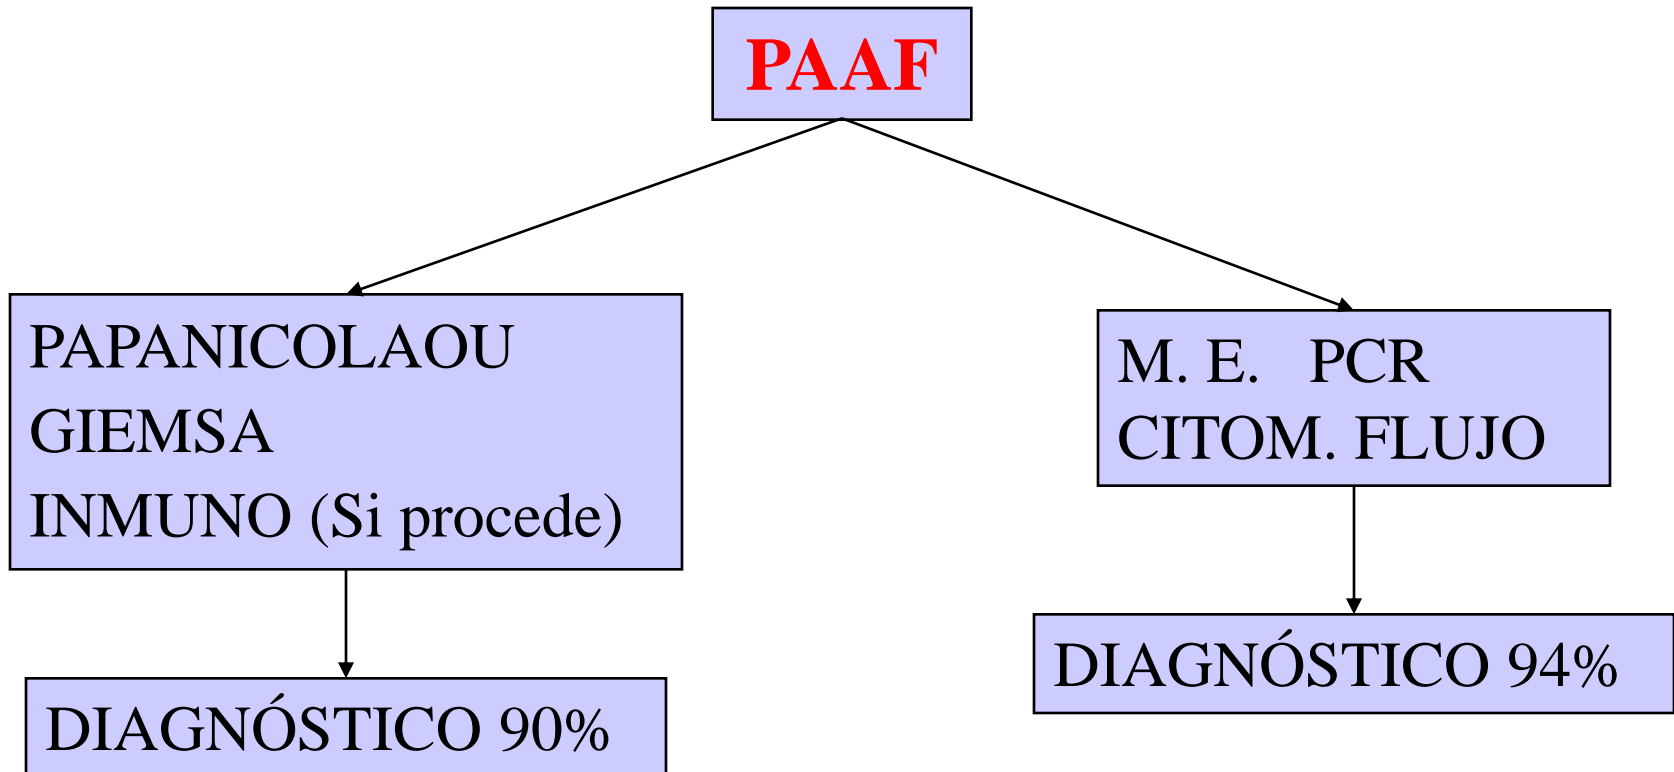 PAAF
PAPANICOLAOU
GIEMSA
INMUNO (Si procede)
DIAGNÓSTICO 90%
M. E. PCR
CITOM. FLUJO
DIAGNÓSTICO 94%